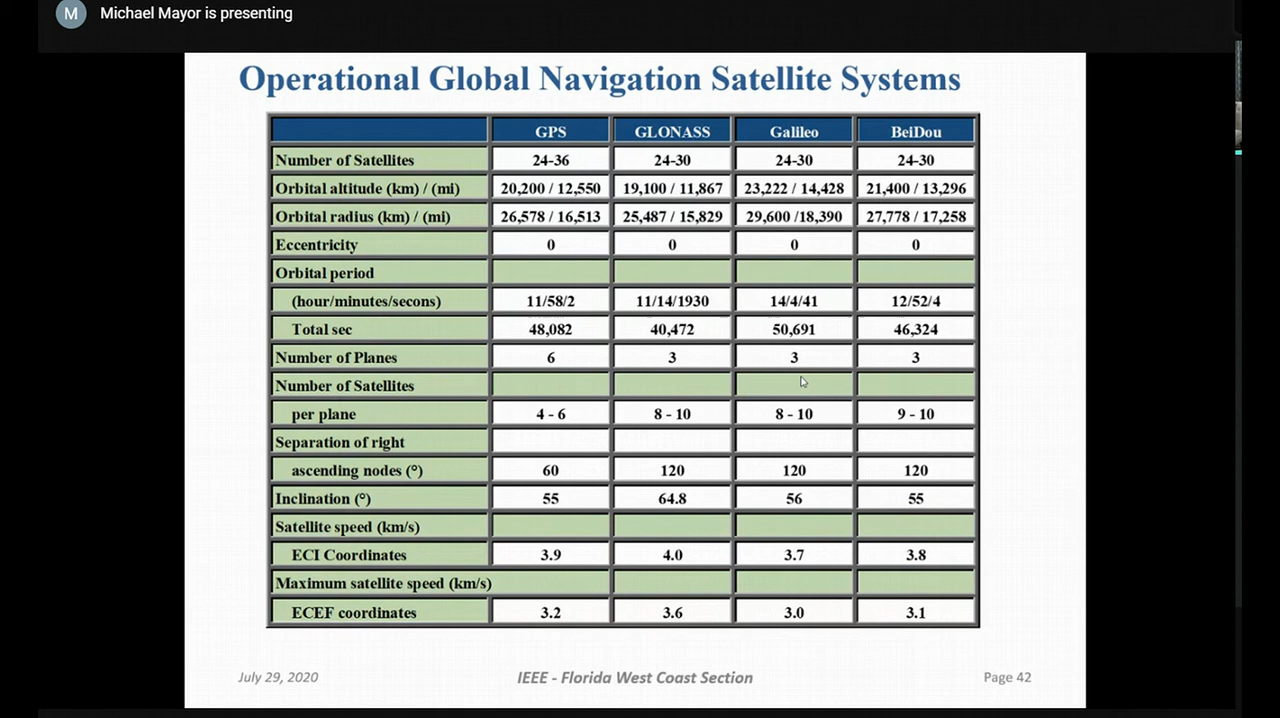 M Michael Mayor is presenting
Operational Global Navigation Satellite Systems
GPS GLONASS Galileo BeiDou
Number of Satellites 24-36 24-30 24-30 24-30
Orbital altitude (km) / (mi) 20,200 / 12,550 19,100 / 11,867 23,222 / 14,428 21,400 / 13,296
Orbital radius (km) / (mi) 26,578 / 16,513 25,487 / 15,829 29,600 /18,390 27,778 / 17,258
Eccentricity 0 0 0 0
Orbital period
(hour/minutes/secons) 11/58/2 11/14/1930 14/4/41 12/52/4
Total sec 48,082 40,472 50,691 46,324
Number of Planes 6 3 3 3
Number of Satellites
per plane 4 - 6 8 - 10 8 - 10 9 - 10
Separation of right
ascending nodes (°) 60 120 120 120
Inclination (°) 55 64.8 56 55
Satellite speed (km/s)
ECI Coordinates 3.9 4.0 3.7 3.8
Maximum satellite speed (km/s)
ECEF coordinates 3.2 3.6 3.0 3.1
July 29, 2020 IEEE - Florida West Coast Section Page 42